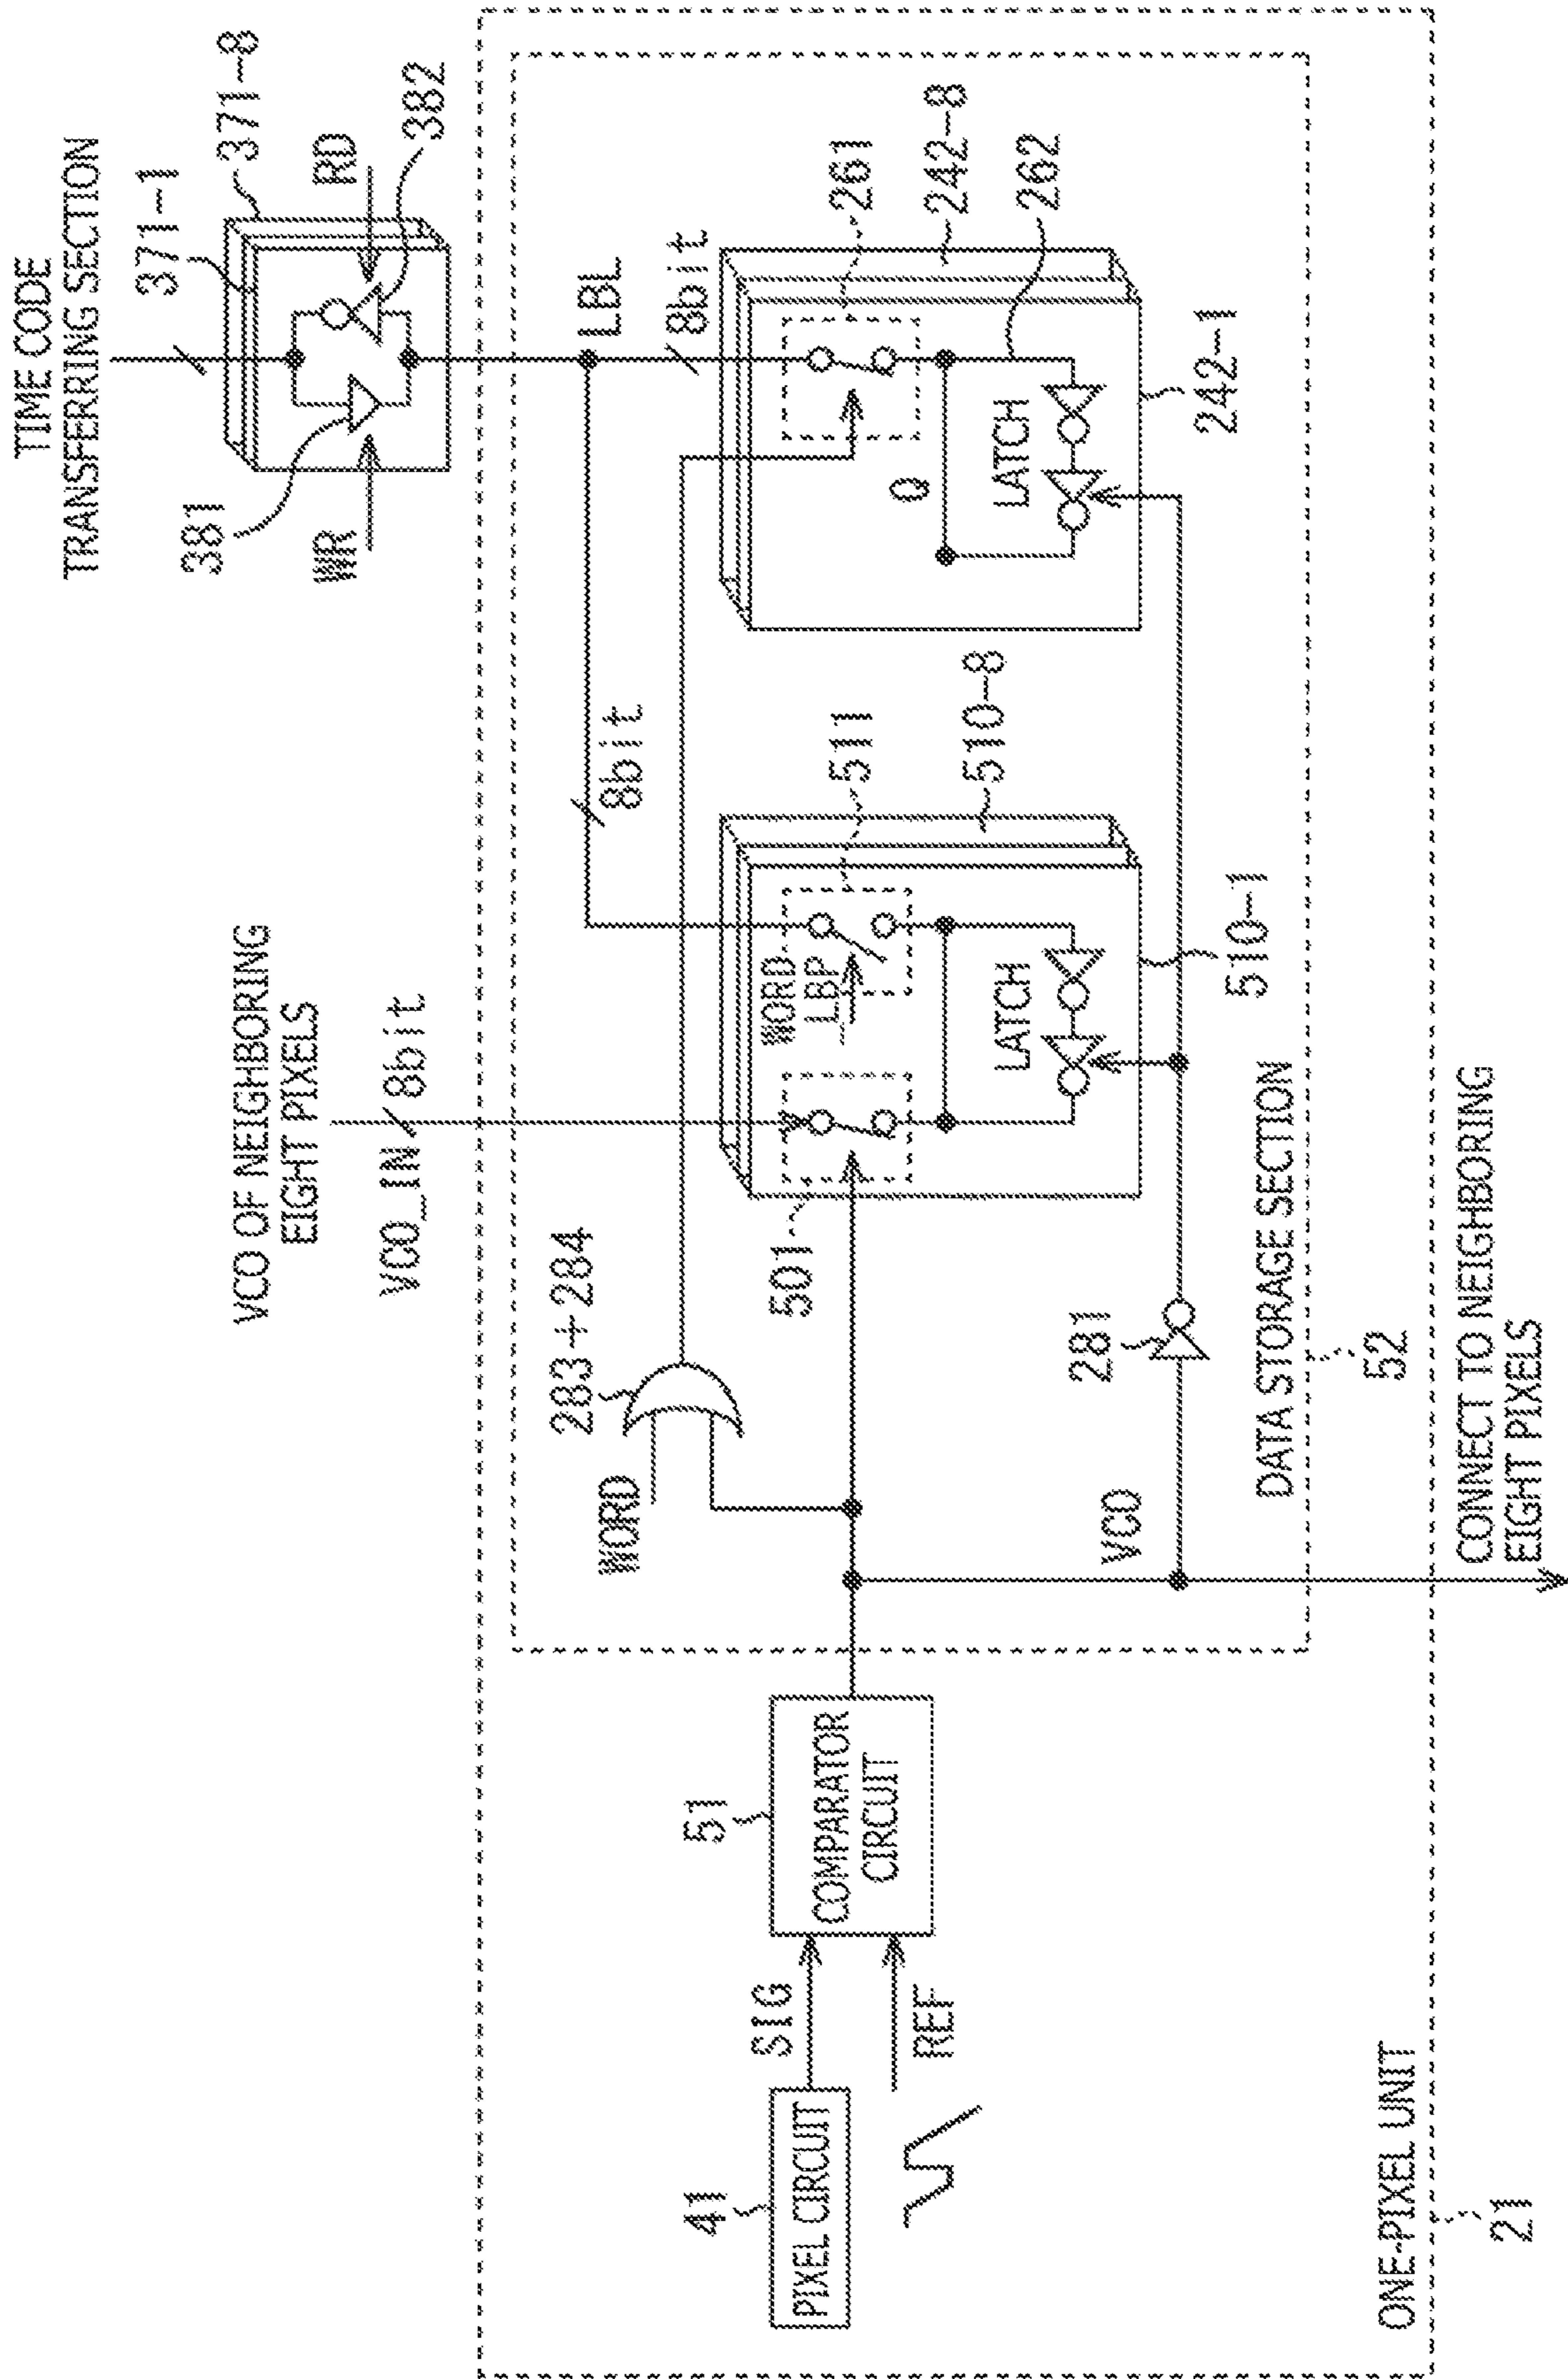 TIME CODE
TRANSFERRING SECTION
371-1
371-8
381
WR
RD
382
VCO OF NEIGHBORING
EIGHT PIXELS
VCO_IN
8bit
LBL
8bit
8bit
283+284
WORD
501
WORD
_LBP
511
510-8
261
242-8
262
Q
LATCH
LATCH
510-1
242-1
41
PIXEL CIRCUIT
SIG
REF
51
COMPARATOR
CIRCUIT
VCO
281
DATA STORAGE SECTION
52
ONE-PIXEL UNIT
21
CONNECT TO NEIGHBORING
EIGHT PIXELS